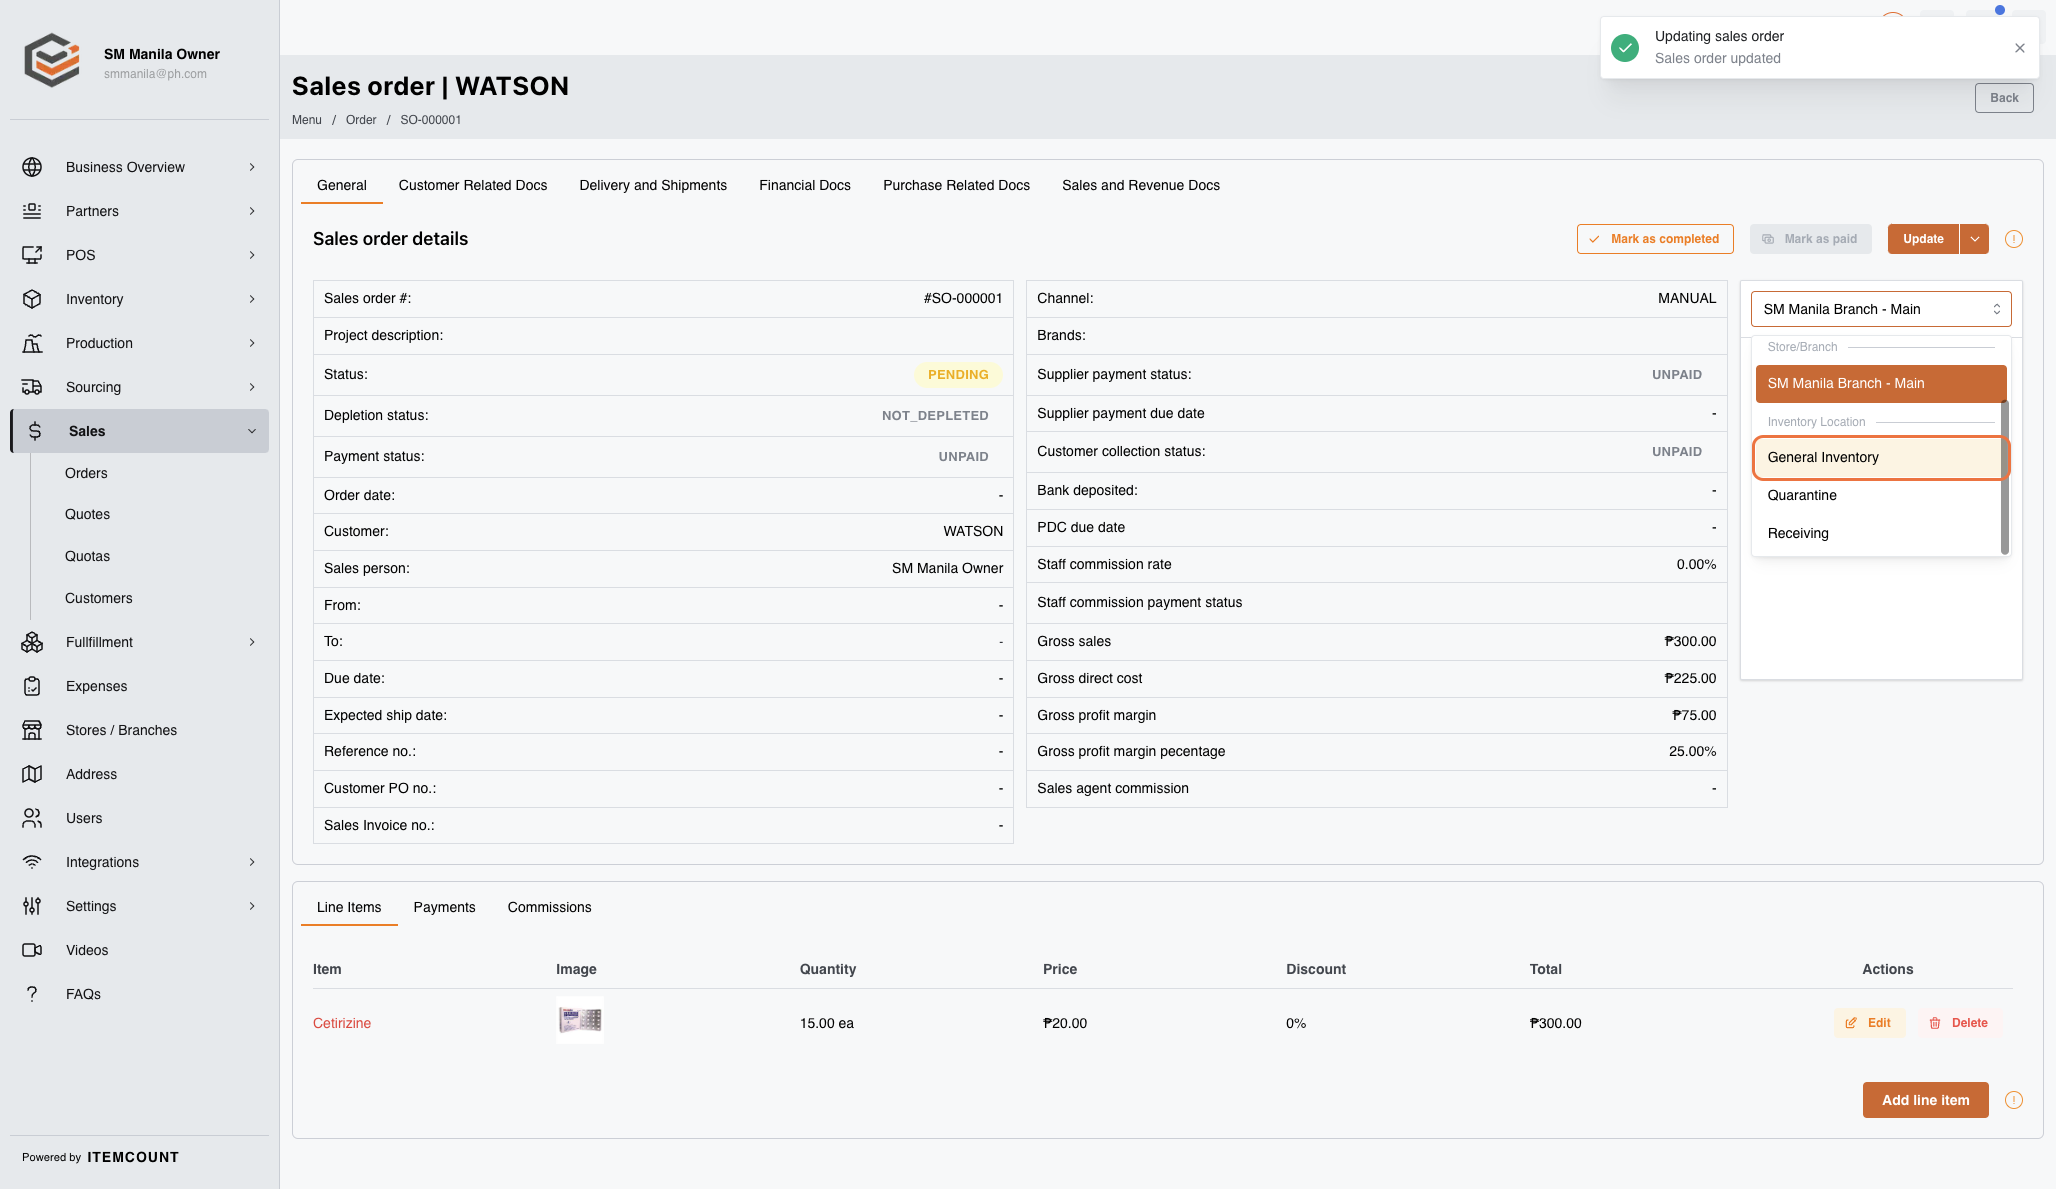 SM Manila Owner
smmanila@ph.com
Business Overview
Partners
POS
Inventory
Production
Sourcing
Sales
Orders
Quotes
Quotas
Customers
Fullfillment
Expenses
Stores / Branches
Address
Users
Integrations
Settings
Videos
FAQs
Powered by ITEMCOUNT
Updating sales order
Sales order updated
Sales order | WATSON
Menu / Order / SO-000001
Back
General Customer Related Docs Delivery and Shipments Financial Docs Purchase Related Docs Sales and Revenue Docs
Sales order details
Mark as completed Mark as paid Update
Sales order #: #SO-000001
Project description:
Status: PENDING
Depletion status: NOT_DEPLETED
Payment status: UNPAID
Order date: -
Customer: WATSON
Sales person: SM Manila Owner
From: -
To: -
Due date: -
Expected ship date: -
Reference no.: -
Customer PO no.: -
Sales Invoice no.: -
Channel: MANUAL
Brands:
Supplier payment status: UNPAID
Supplier payment due date -
Customer collection status: UNPAID
Bank deposited: -
PDC due date -
Staff commission rate 0.00%
Staff commission payment status
Gross sales ₱300.00
Gross direct cost ₱225.00
Gross profit margin ₱75.00
Gross profit margin pecentage 25.00%
Sales agent commission -
SM Manila Branch - Main
Store/Branch
SM Manila Branch - Main
Inventory Location
General Inventory
Quarantine
Receiving
Line Items Payments Commissions
Item Image Quantity Price Discount Total Actions
Cetirizine 15.00 ea ₱20.00 0% ₱300.00 Edit Delete
Add line item